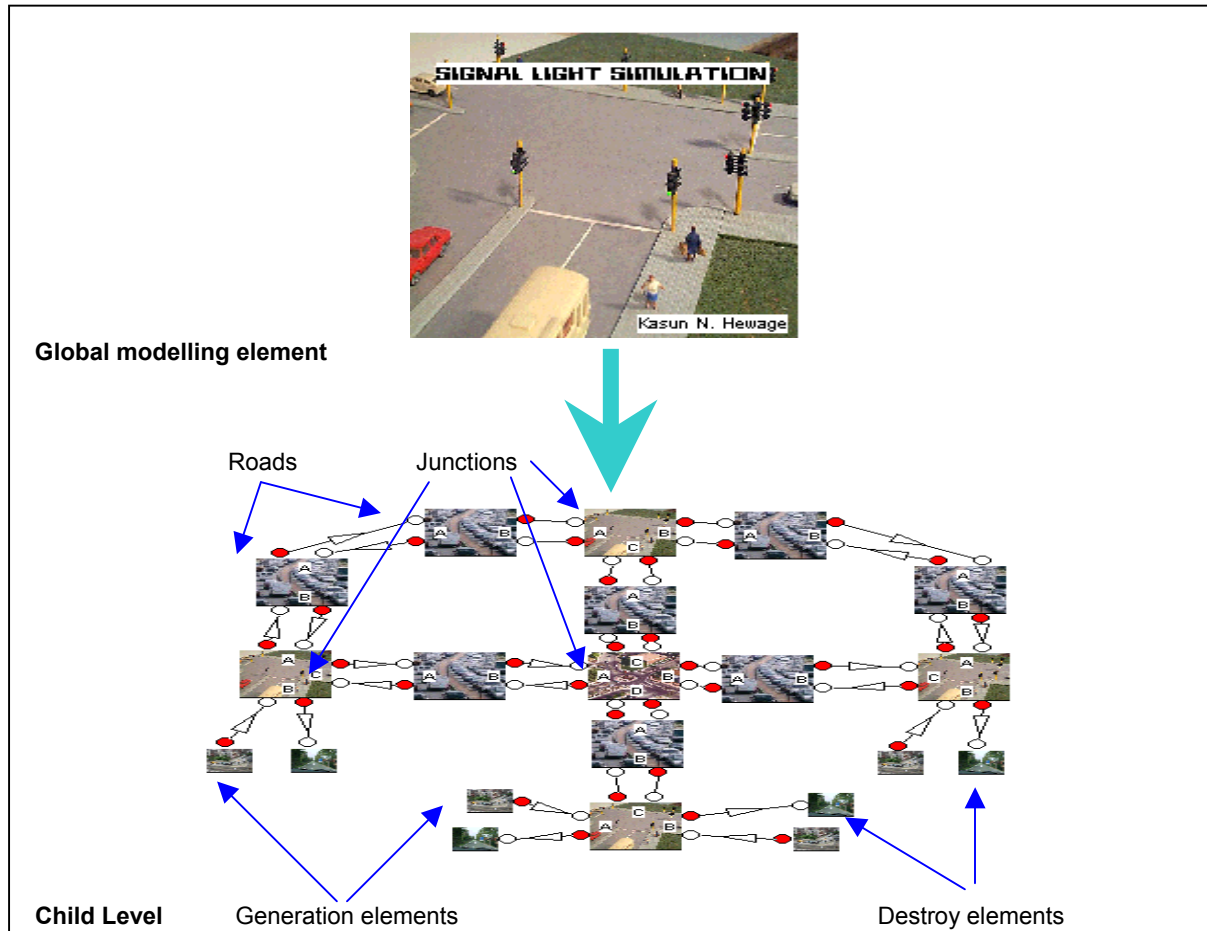 SIGNAL LIGHT SIMULATION
Kasun N. Hewage
Global modelling element
Roads
Junctions
A B
A B
C
A B
A
B
A
B
A
B
A
C
B
A B
C
A B
D
A B
A
C
B
A
B
C
A B
Child Level
Generation elements
Destroy elements